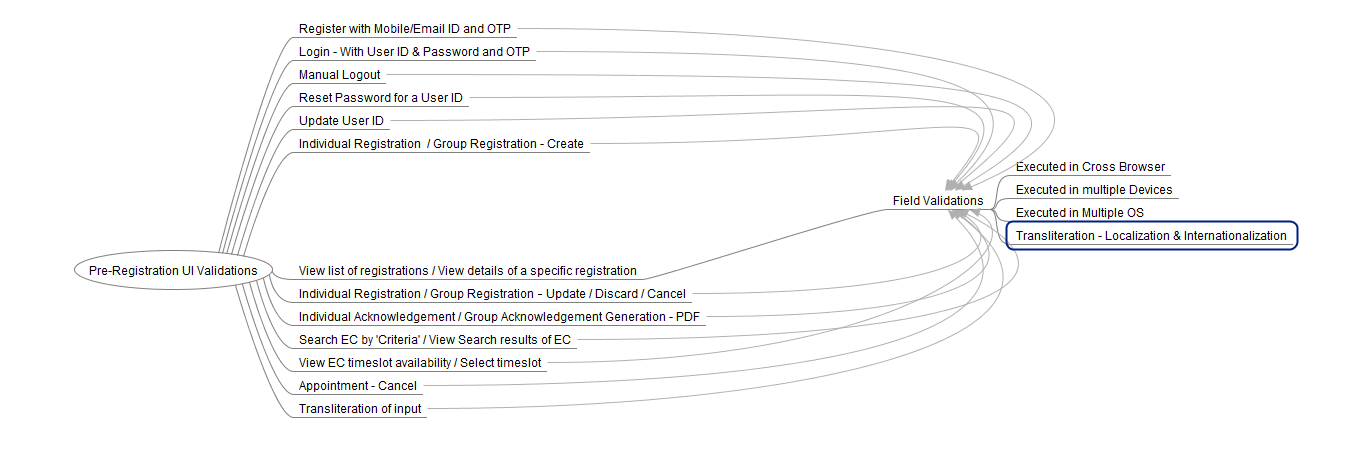 Register with Mobile/Email ID and OTP
Login - With User ID & Password and OTP
Manual Logout
Reset Password for a User ID
Update User ID
Individual Registration  / Group Registration - Create
Executed in Cross Browser
Executed in multiple Devices
Field Validations
Executed in Multiple OS
Transliteration - Localization & Internationalization
Pre-Registration UI Validations
View list of registrations / View details of a specific registration
Individual Registration / Group Registration - Update / Discard / Cancel
Individual Acknowledgement / Group Acknowledgement Generation - PDF
Search EC by 'Criteria' / View Search results of EC
View EC timeslot availability / Select timeslot
Appointment - Cancel
Transliteration of input